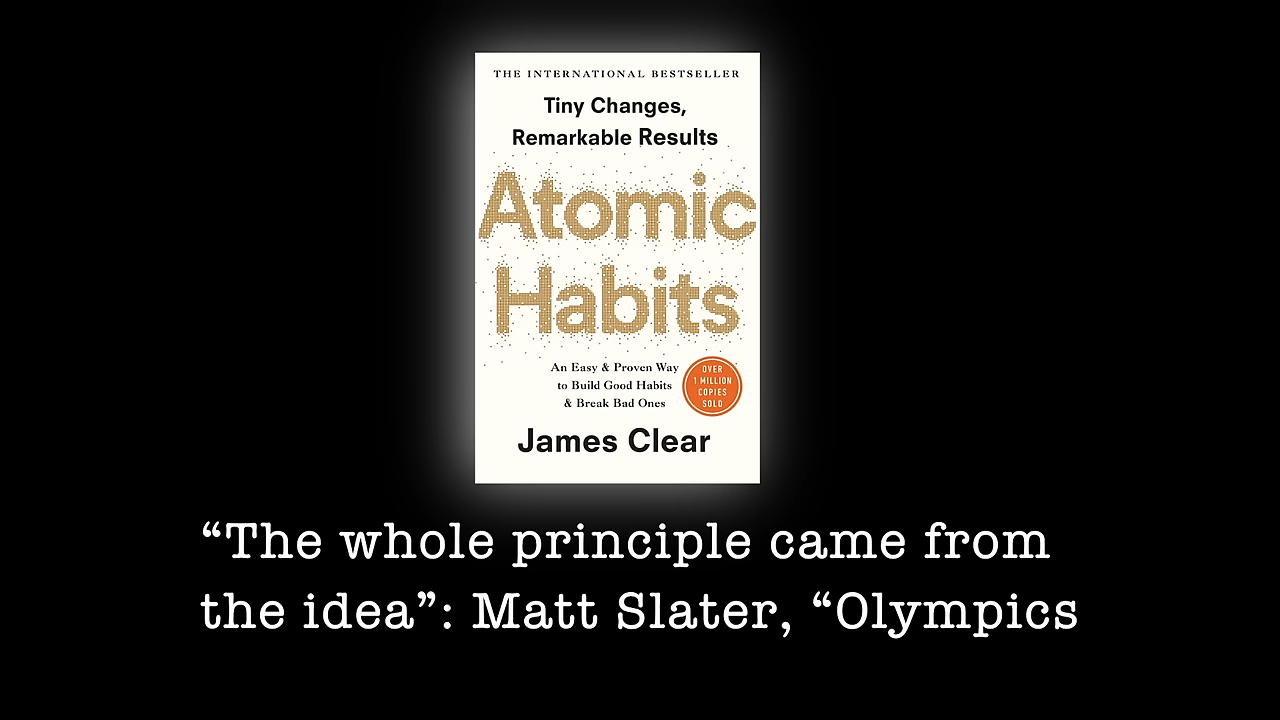 THE INTERNATIONAL BESTSELLER
Tiny Changes,
Remarkable Results
Atomic
Habits
An Easy & Proven Way
to Build Good Habits
& Break Bad Ones
OVER
1 MILLION
COPIES
SOLD
James Clear
“The whole principle came from
the idea”: Matt Slater, “Olympics